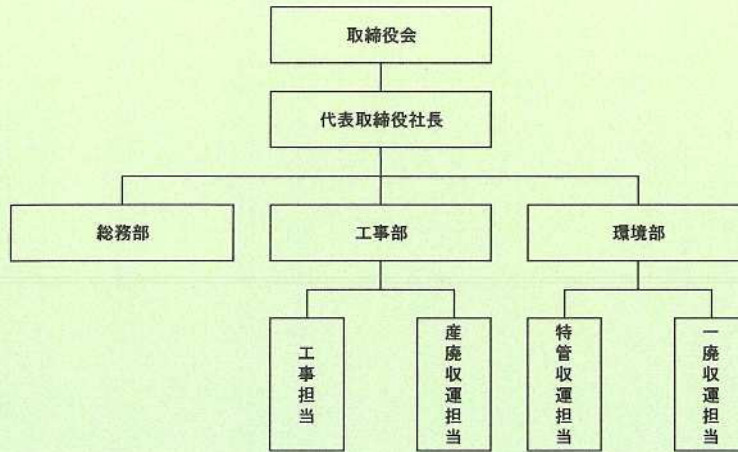 取締役会
代表取締役社長
総務部
工事部
環境部
工事担当
産廃収運担当
特管収運担当
一廃収運担当